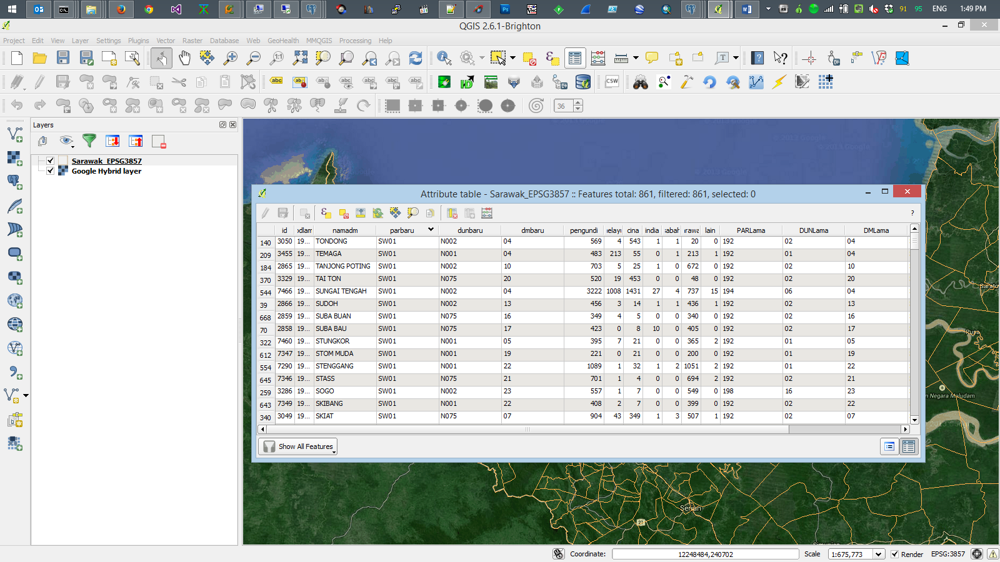 91 95 ENG 1:49 PM
QGIS 2.6.1-Brighton
Project Edit View Layer Settings Plugins Vector Raster Database Web GeoHealth MMQGIS Processing Help
36
Layers
Sarawak_EPSG3857
Google Hybrid layer
Attribute table - Sarawak_EPSG3857 :: Features total: 861, filtered: 861, selected: 0
?
id odlam namadm parbaru dunbaru dmbaru pengundi elayu cina india sabah arawa lain PARLama DUNLama DMLama
140 3050 19... TONDONG SW01 N002 04 569 4 543 1 1 20 0 192 02 04
209 3455 19... TEMAGA SW01 N001 04 483 213 55 0 1 213 1 192 01 04
184 2865 19... TANJONG POTING SW01 N002 10 703 5 25 1 0 672 0 192 02 10
370 3329 19... TAI TON SW01 N075 20 520 19 453 0 0 48 0 192 02 20
544 7466 19... SUNGAI TENGAH SW01 N002 04 3222 1008 1431 27 4 737 15 194 06 04
39 2866 19... SUDOH SW01 N002 13 456 3 14 1 1 436 1 192 02 13
668 2859 19... SUBA BUAN SW01 N075 16 349 4 5 0 0 340 0 192 02 16
70 2858 19... SUBA BAU SW01 N075 17 423 0 8 10 0 405 0 192 02 17
322 7460 19... STUNGKOR SW01 N001 05 395 7 21 0 0 365 2 192 01 05
612 7347 19... STOM MUDA SW01 N001 19 221 0 21 0 0 200 0 192 01 19
554 7290 19... STENGGANG SW01 N001 22 1089 1 32 1 2 1051 2 192 01 22
645 7346 19... STASS SW01 N075 21 701 1 4 0 0 694 2 192 02 21
259 3286 19... SOGO SW01 N002 23 557 1 7 0 0 549 0 198 16 23
643 7349 19... SKIBANG SW01 N001 22 408 2 7 0 0 399 0 192 02 22
340 3049 19... SKIAT SW01 N075 07 904 43 349 1 3 507 1 192 02 07
Show All Features
Pusa
n Negara Maludam
Serian
21
Coordinate: 12248484,240702 Scale 1:675,773 Render EPSG:3857